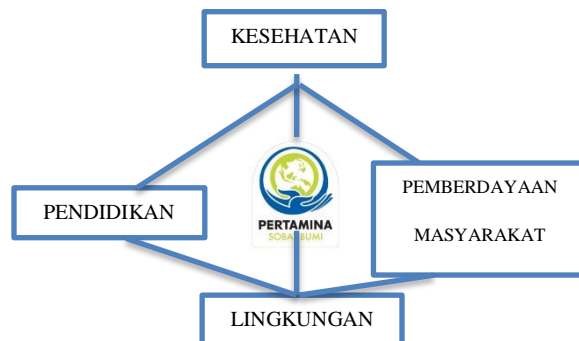 KESEHATAN
PENDIDIKAN
PERTAMINA
SOBAT BUMI
PEMBERDAYAAN
MASYARAKAT
LINGKUNGAN